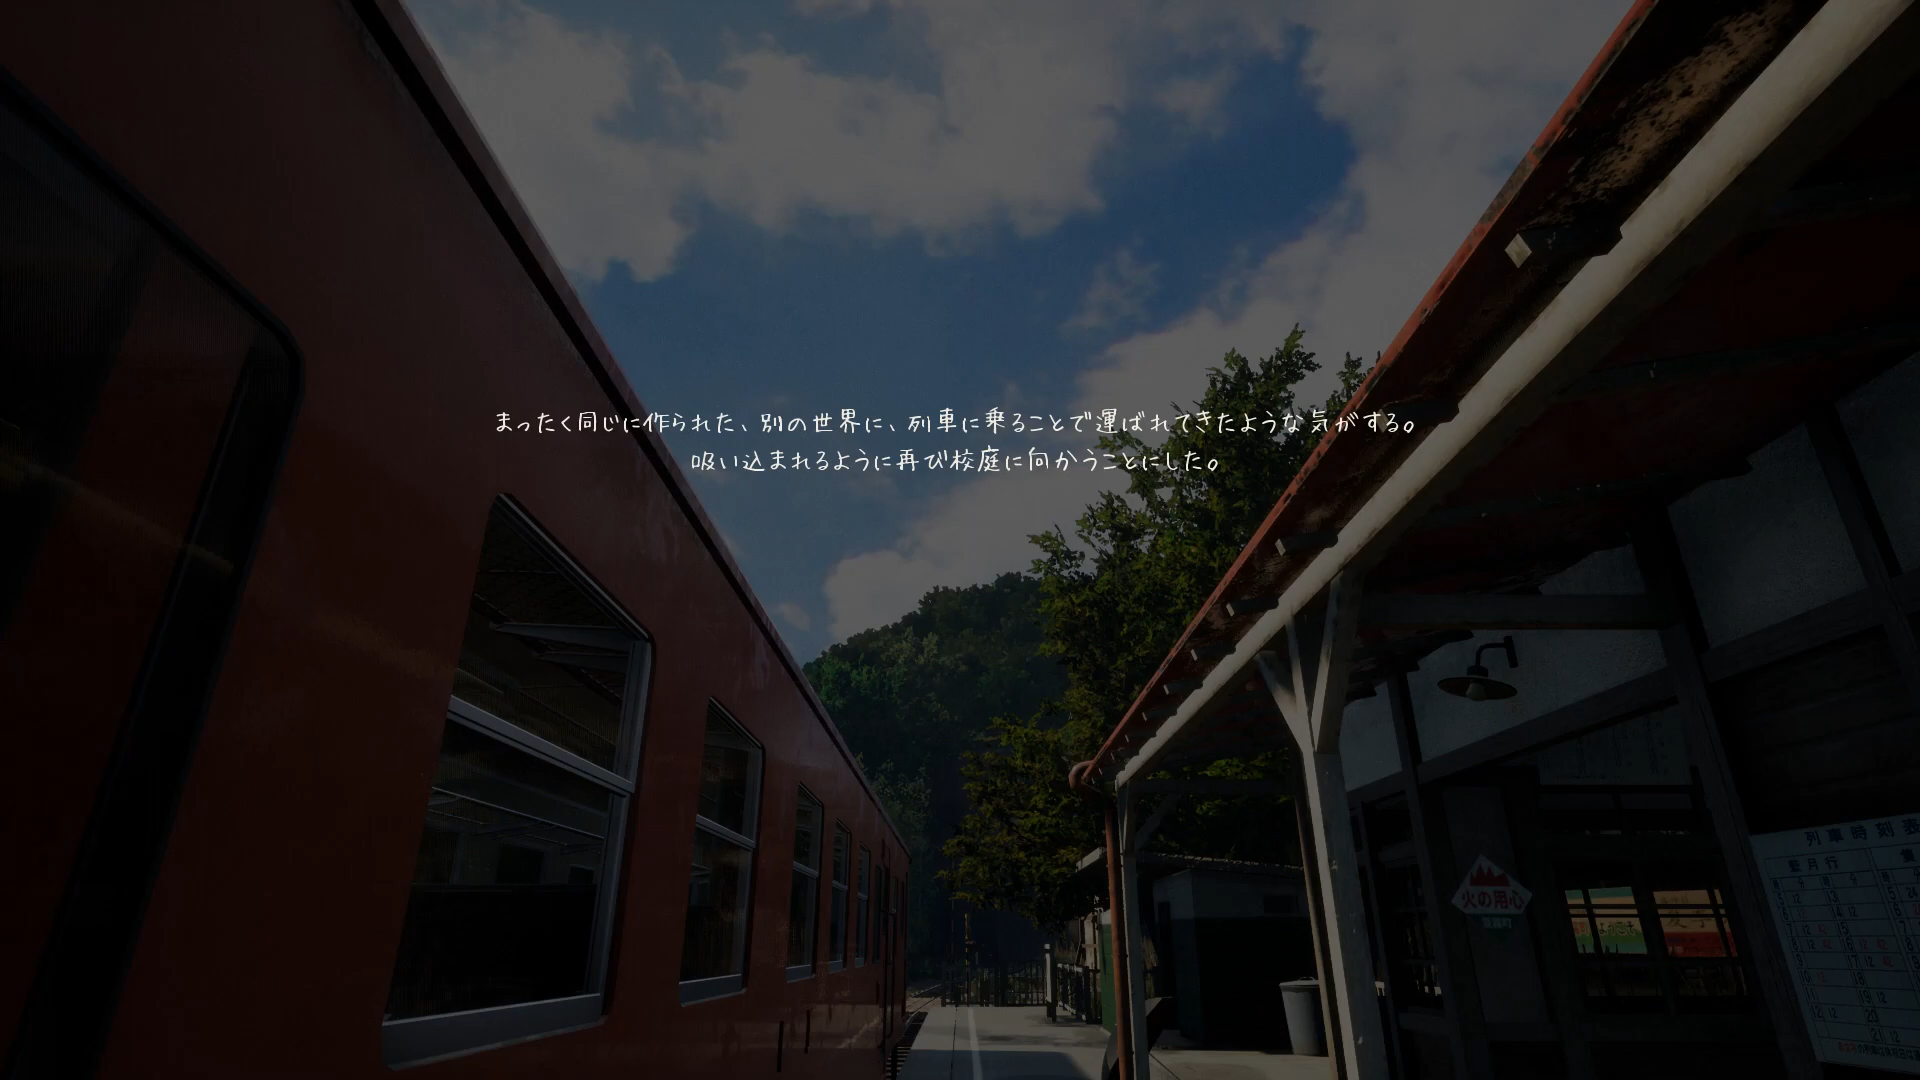 まったく同じに作られた、別の世界に、列車に乗ることで運ばれてきたような気がする。
吸い込まれるように再び校庭に向かうことにした。
列車時刻表
火の用心